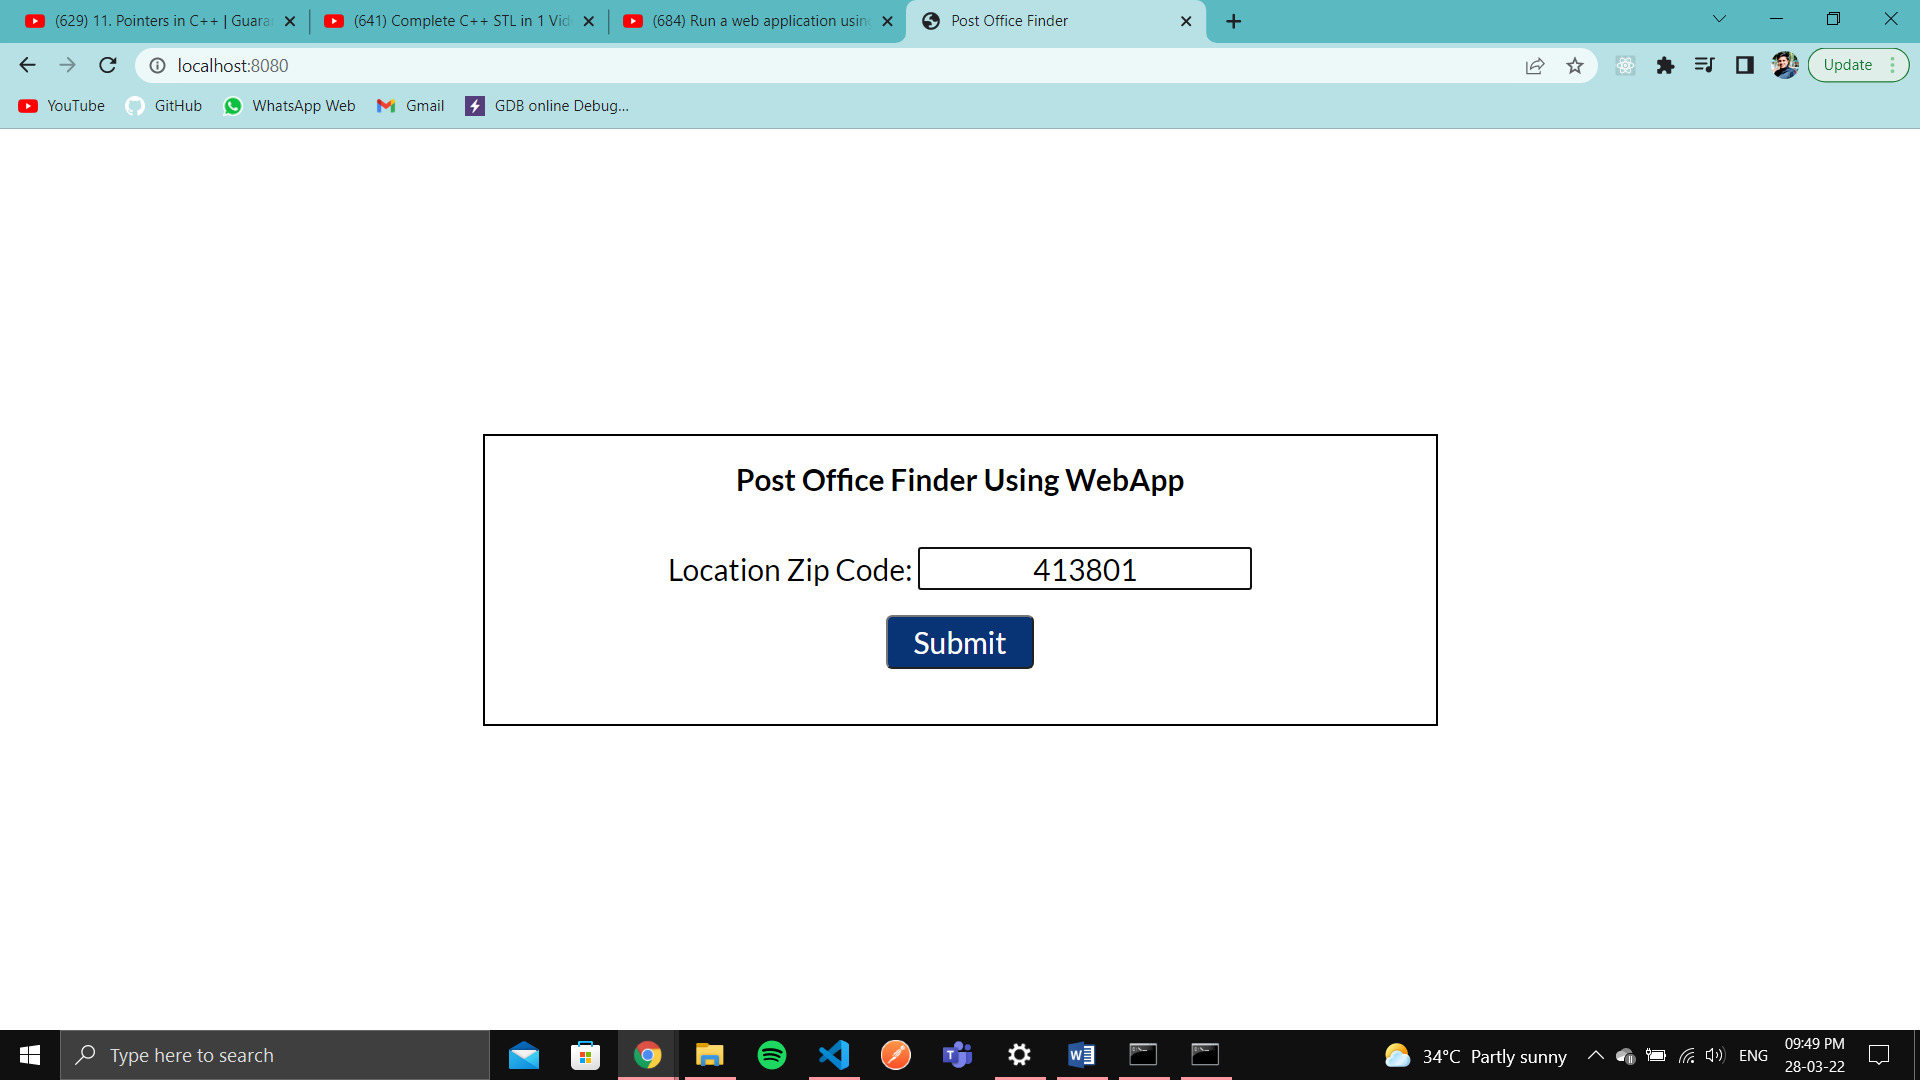 (629) 11. Pointers in C++ | Guara
(641) Complete C++ STL in 1 Vid
(684) Run a web application using
Post Office Finder
localhost:8080
Update
YouTube
GitHub
WhatsApp Web
Gmail
GDB online Debug...
Post Office Finder Using WebApp
Location Zip Code: 413801
Submit
Type here to search
34°C Partly sunny
ENG
09:49 PM
28-03-22